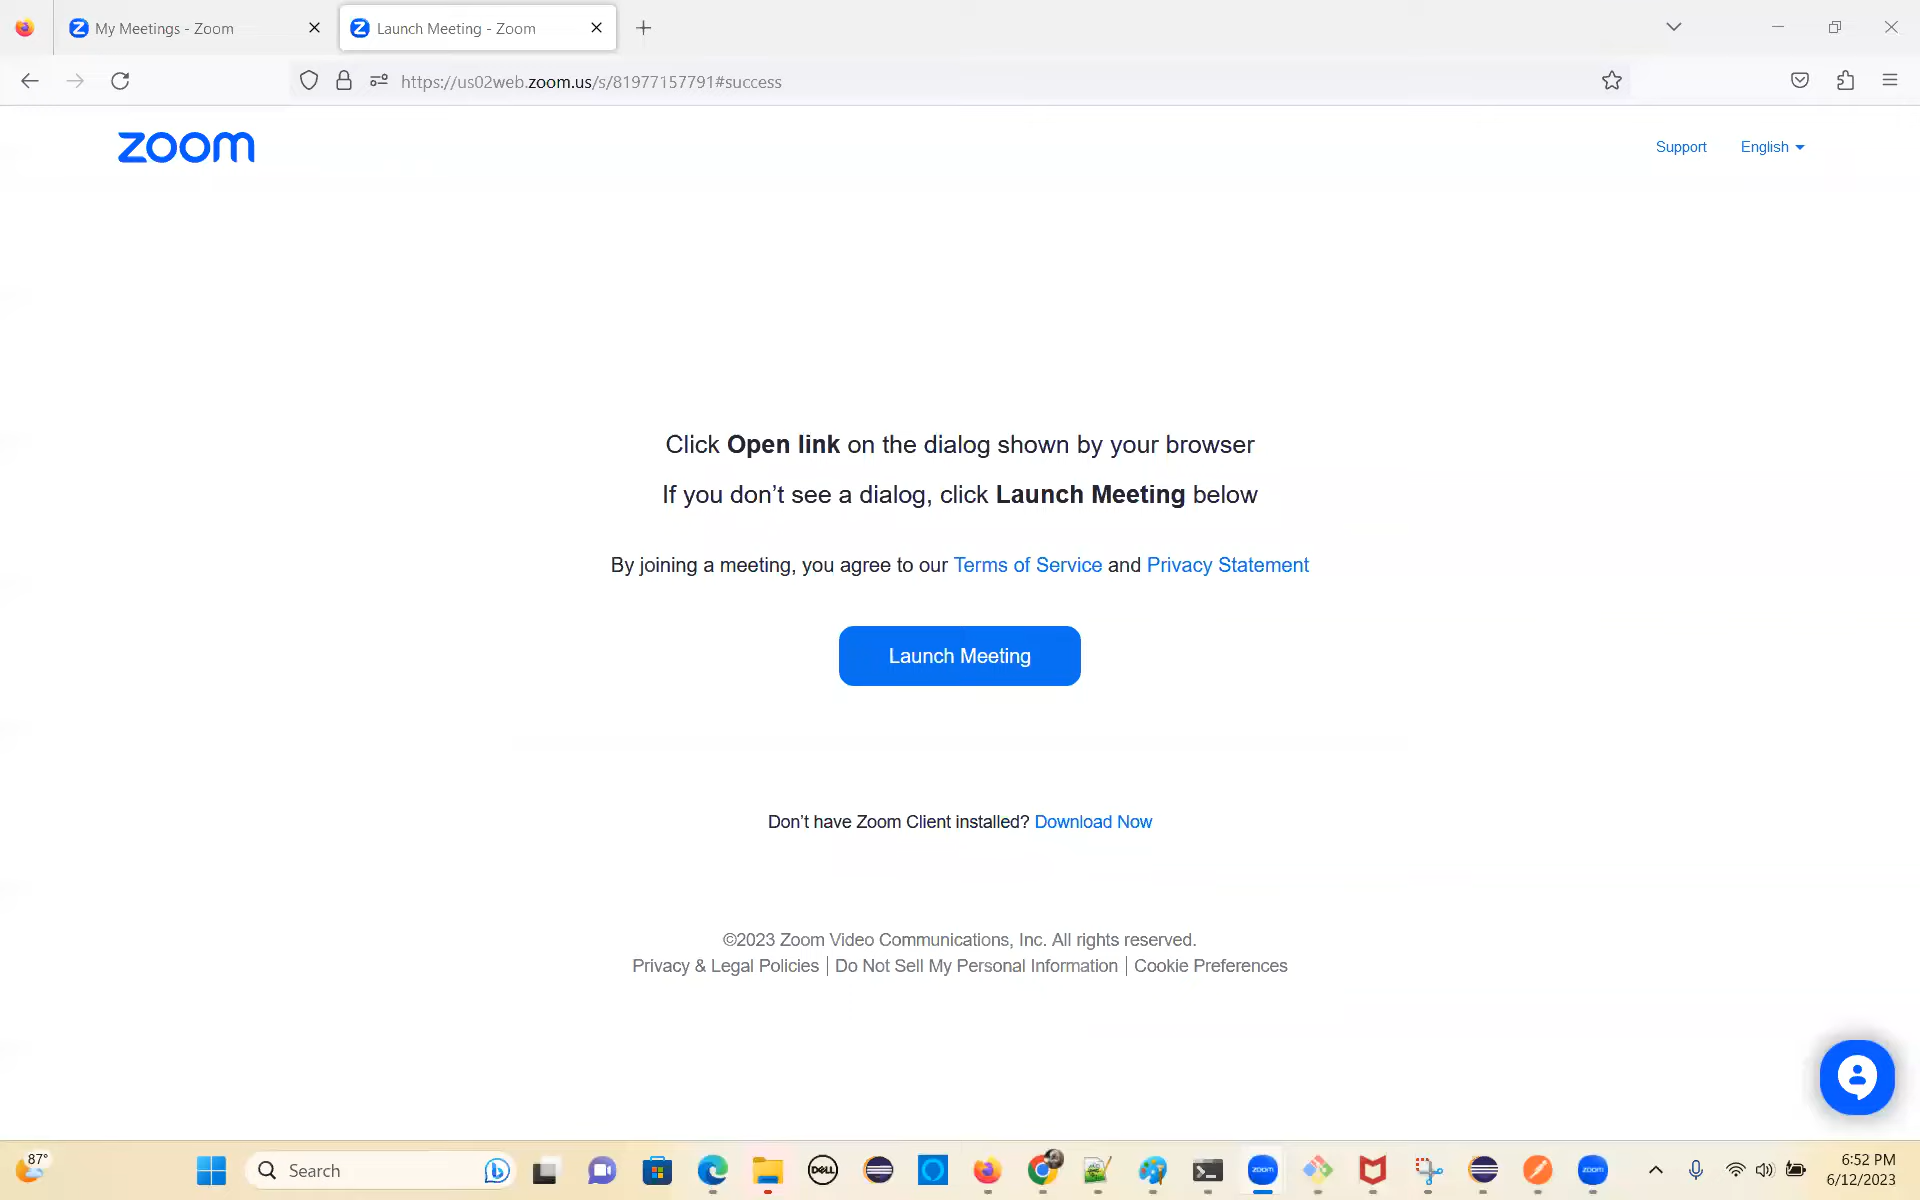 My Meetings - Zoom
Launch Meeting - Zoom
https://us02web.zoom.us/s/81977157791#success
zoom
Support
English
Click Open link on the dialog shown by your browser
If you don’t see a dialog, click Launch Meeting below
By joining a meeting, you agree to our Terms of Service and Privacy Statement
Launch Meeting
Don’t have Zoom Client installed? Download Now
©2023 Zoom Video Communications, Inc. All rights reserved.
Privacy & Legal Policies | Do Not Sell My Personal Information | Cookie Preferences
87°
Search
DELL
zoom
zoom
6:52 PM
6/12/2023